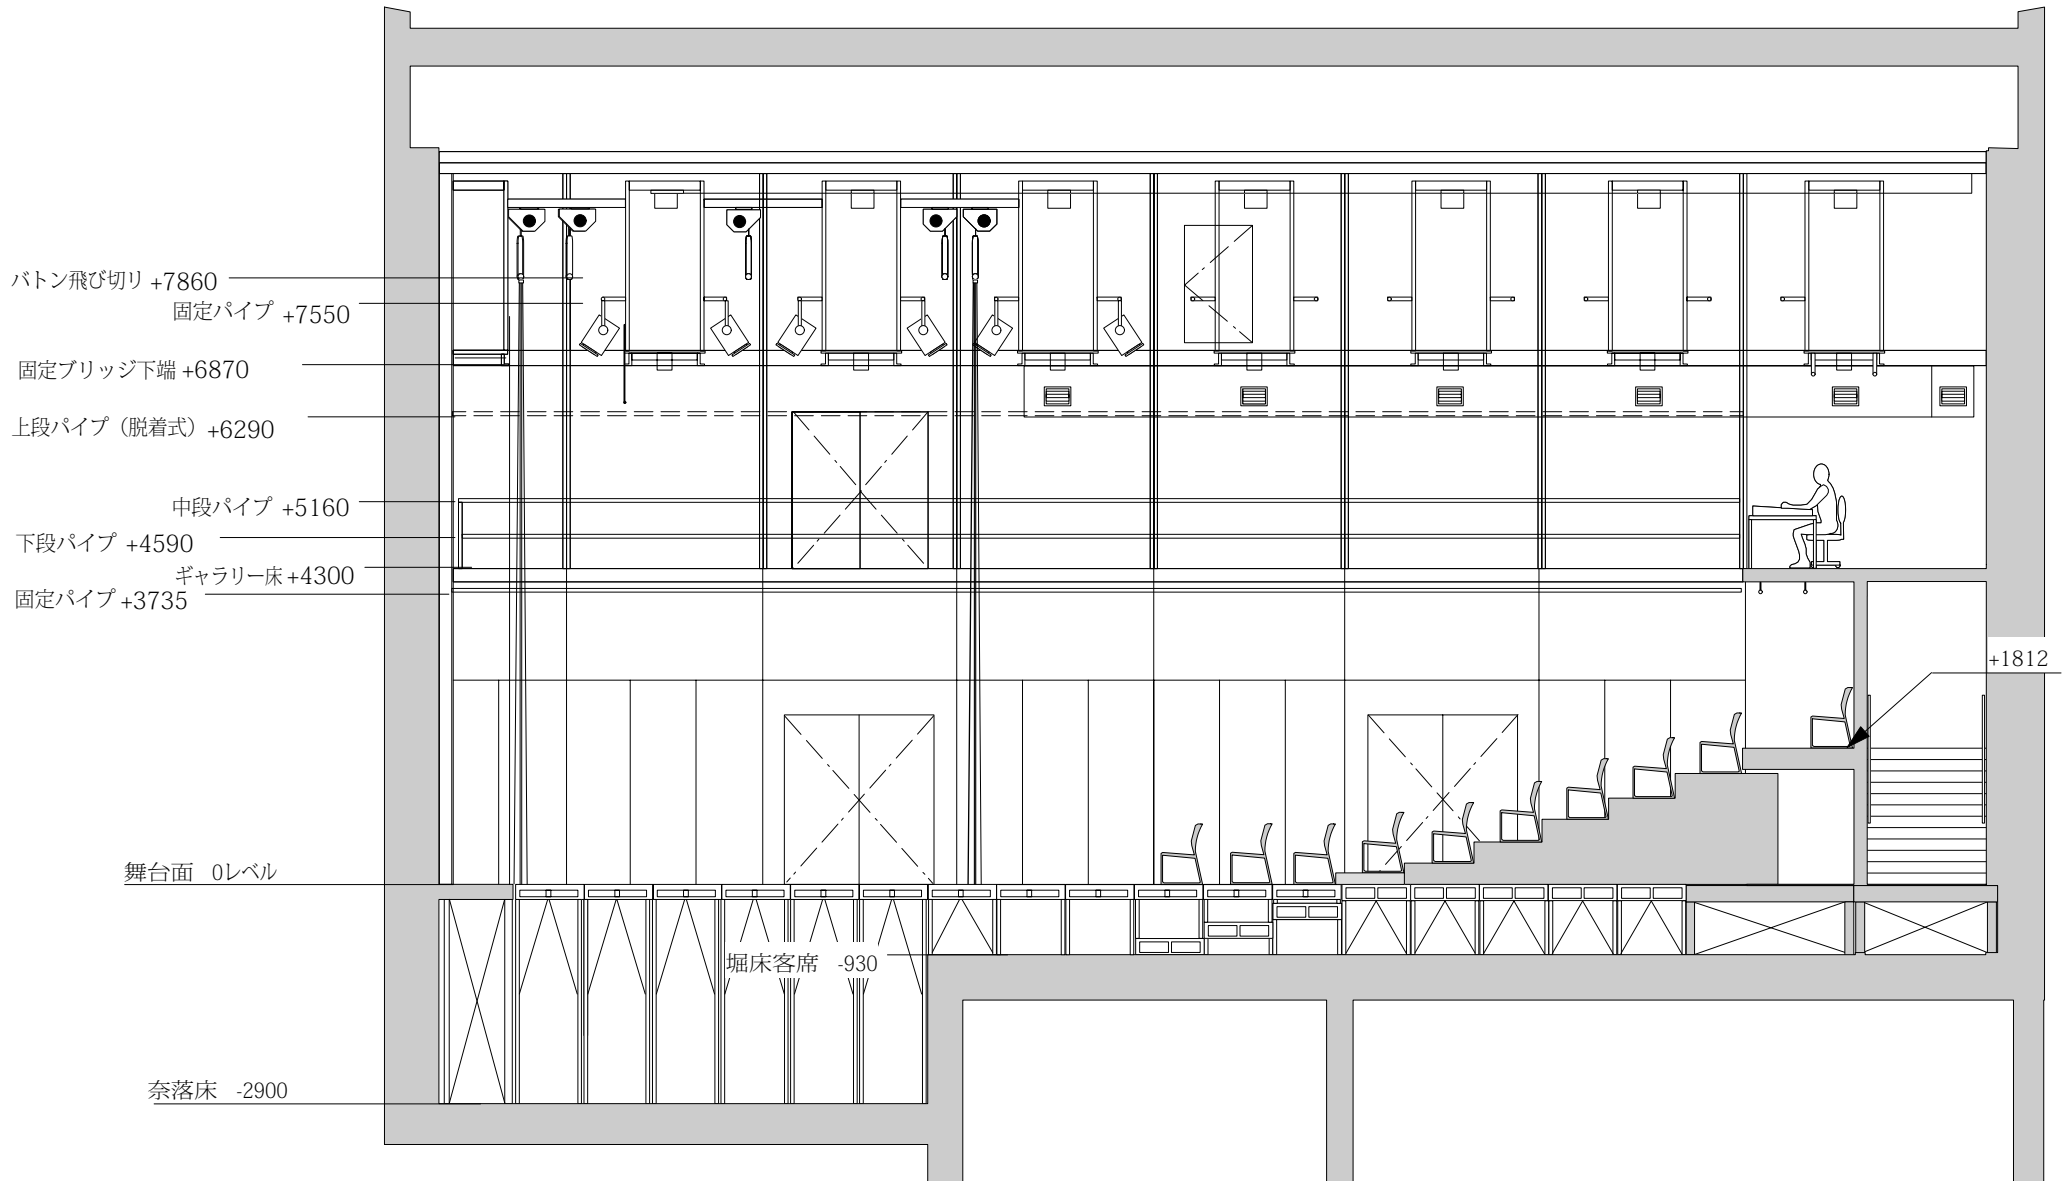 バトン飛び切リ +7860
固定パイプ +7550
固定ブリッジ下端 +6870
上段パイプ（脱着式）+6290
中段パイプ +5160
下段パイプ +4590
ギャラリー床+4300
固定パイプ +3735
+1812
舞台面 0レベル
堀床客席 -930
奈落床 -2900